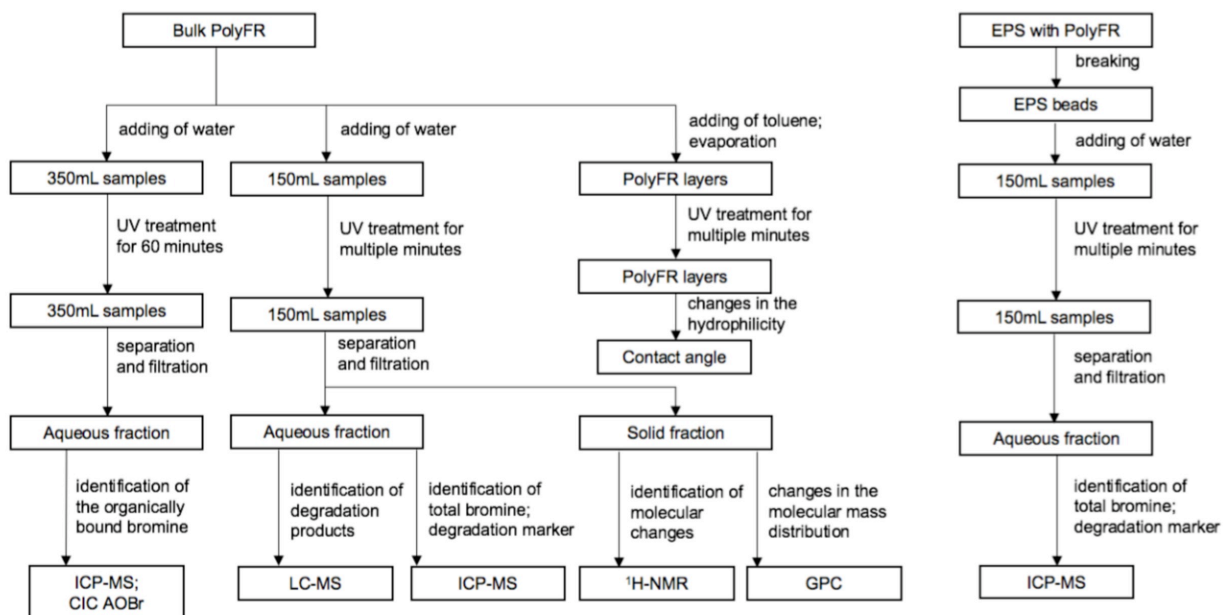 Bulk PolyFR
EPS with PolyFR
breaking
EPS beads
adding of water
adding of water
adding of toluene;
evaporation
adding of water
350mL samples
150mL samples
PolyFR layers
150mL samples
UV treatment
for 60 minutes
UV treatment for
multiple minutes
UV treatment for
multiple minutes
UV treatment for
multiple minutes
PolyFR layers
350mL samples
150mL samples
changes in the
hydrophilicity
150mL samples
separation
and filtration
separation
and filtration
Contact angle
separation
and filtration
Aqueous fraction
Aqueous fraction
Solid fraction
Aqueous fraction
identification of
the organically
bound bromine
identification of
degradation
products
identification of
total bromine;
degradation marker
identification of
molecular
changes
changes in the
molecular mass
distribution
identification of
total bromine;
degradation marker
ICP-MS;
CIC AOBr
LC-MS
ICP-MS
¹H-NMR
GPC
ICP-MS